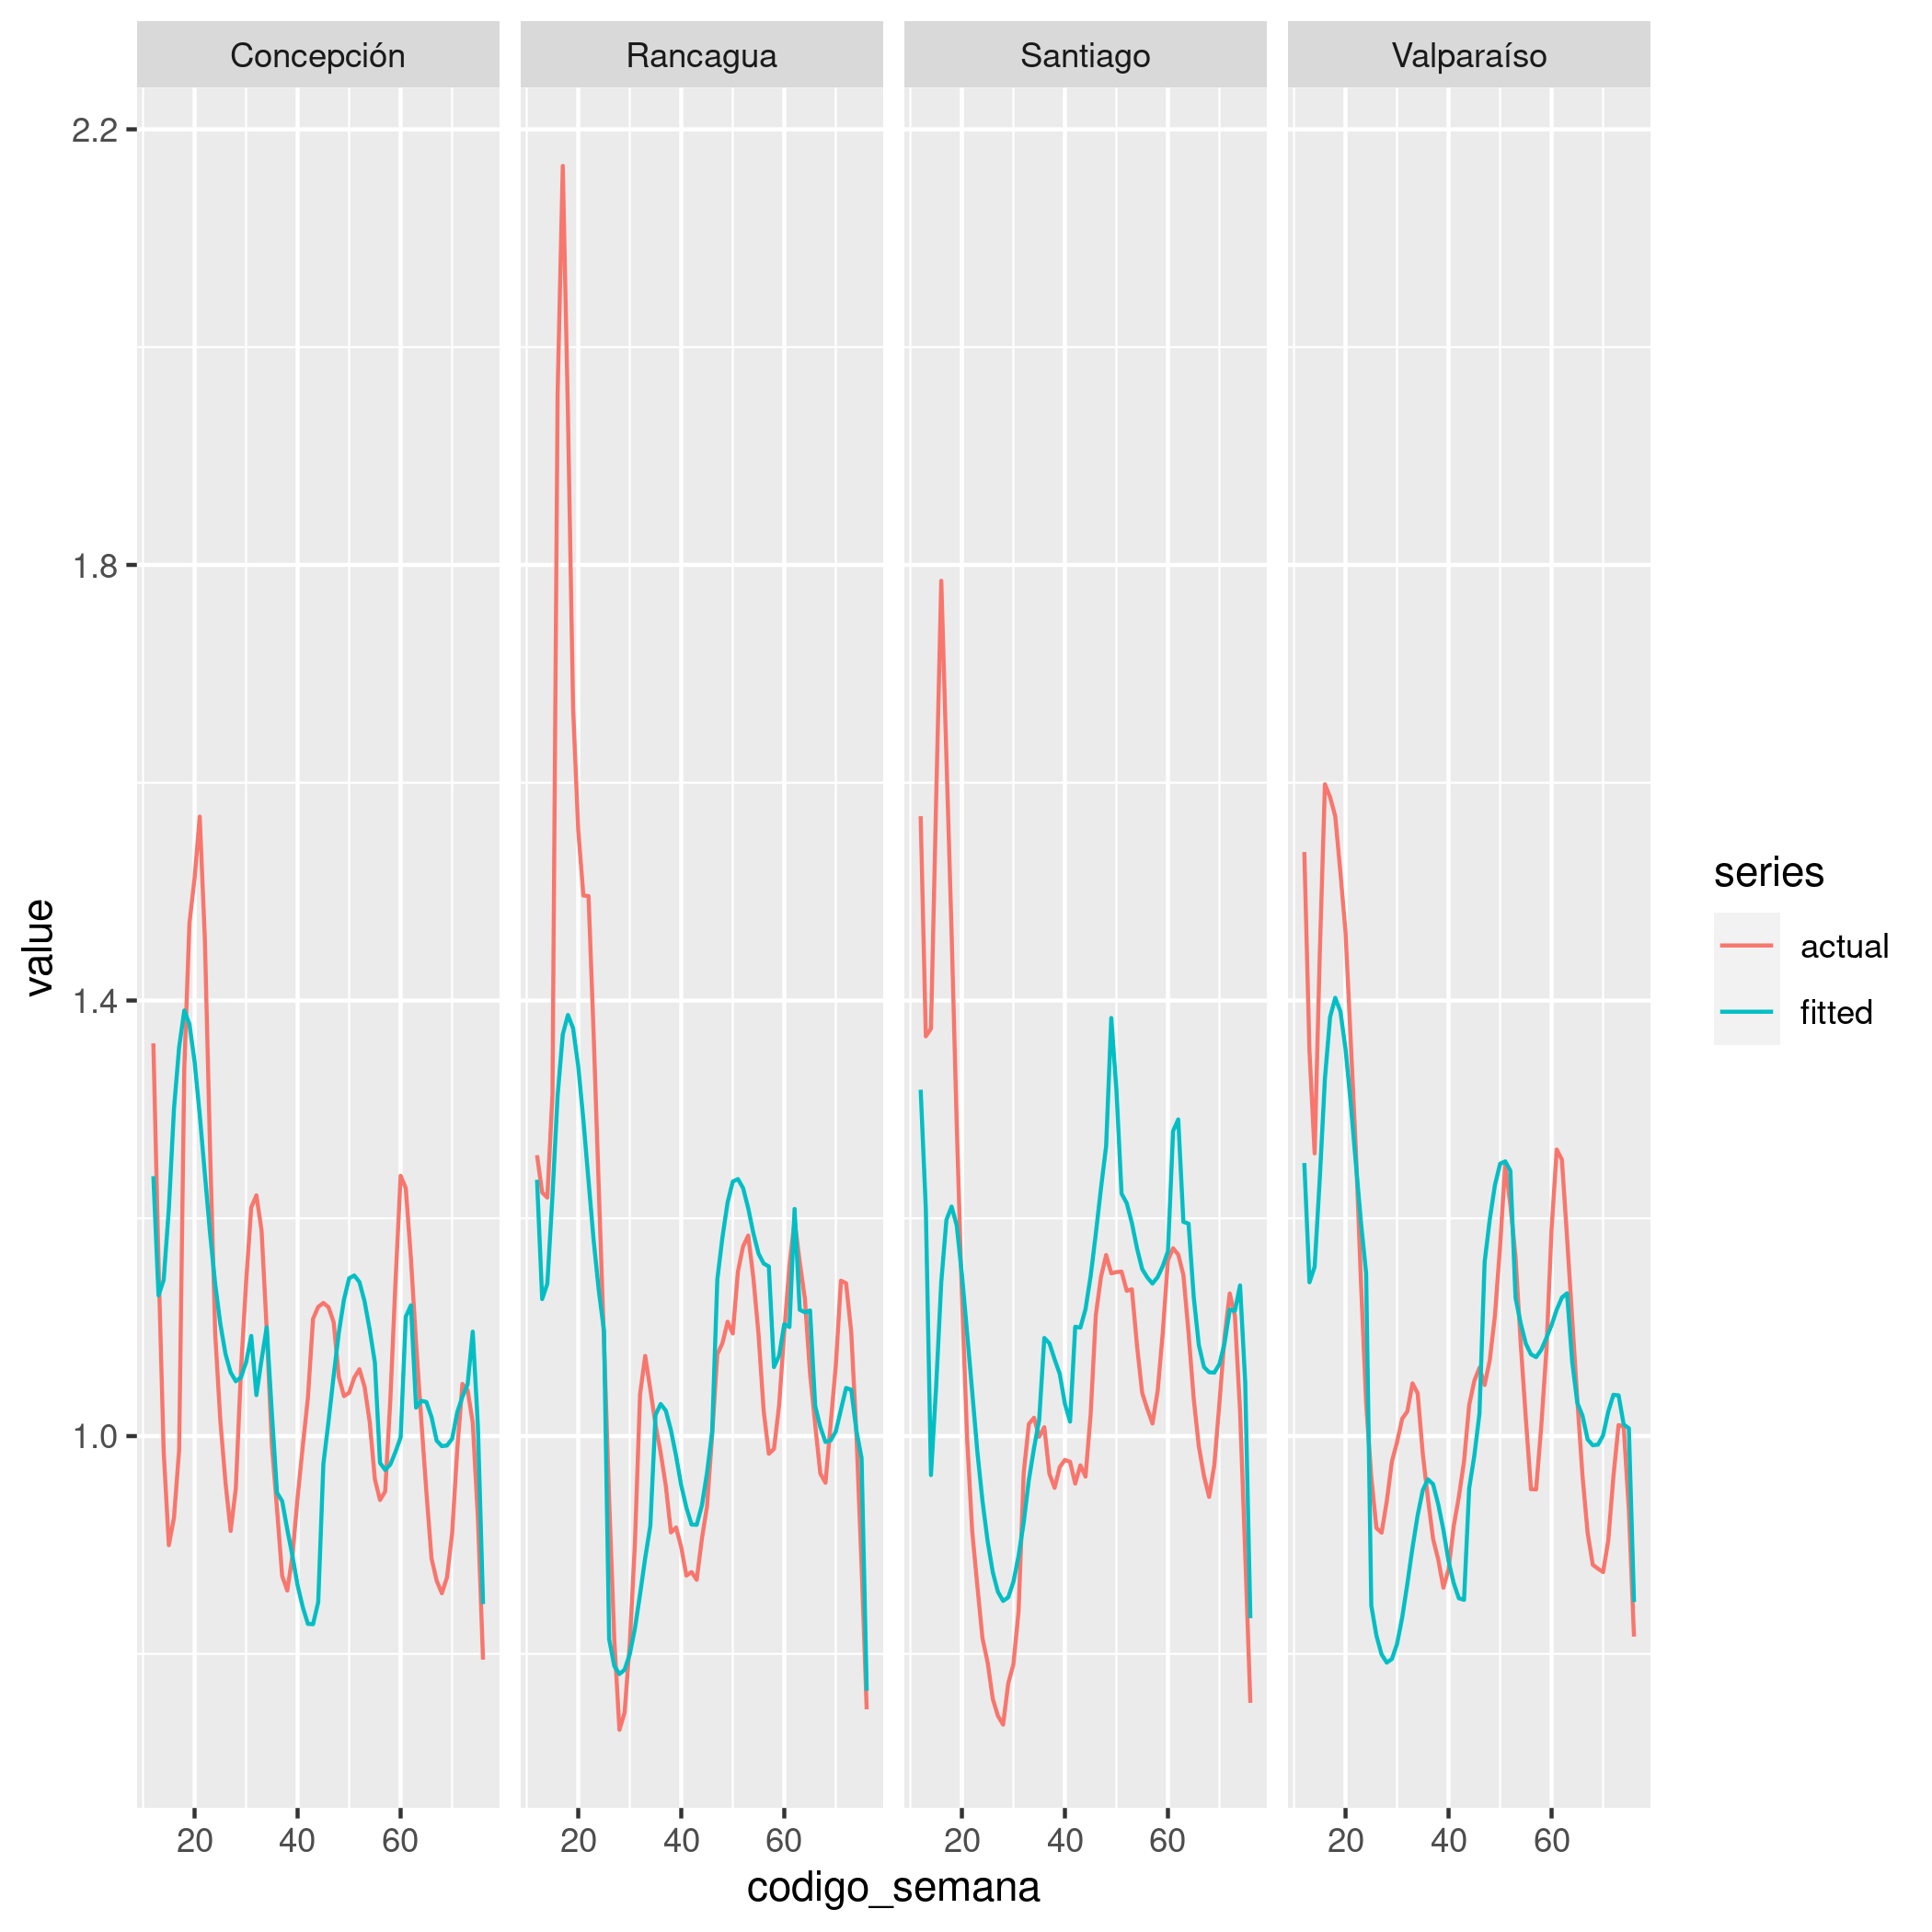 Concepción Rancagua Santiago Valparaíso
2.2
1.8
1.4
1.0
value
20 40 60 20 40 60 20 40 60 20 40 60
codigo_semana
series
actual
fitted